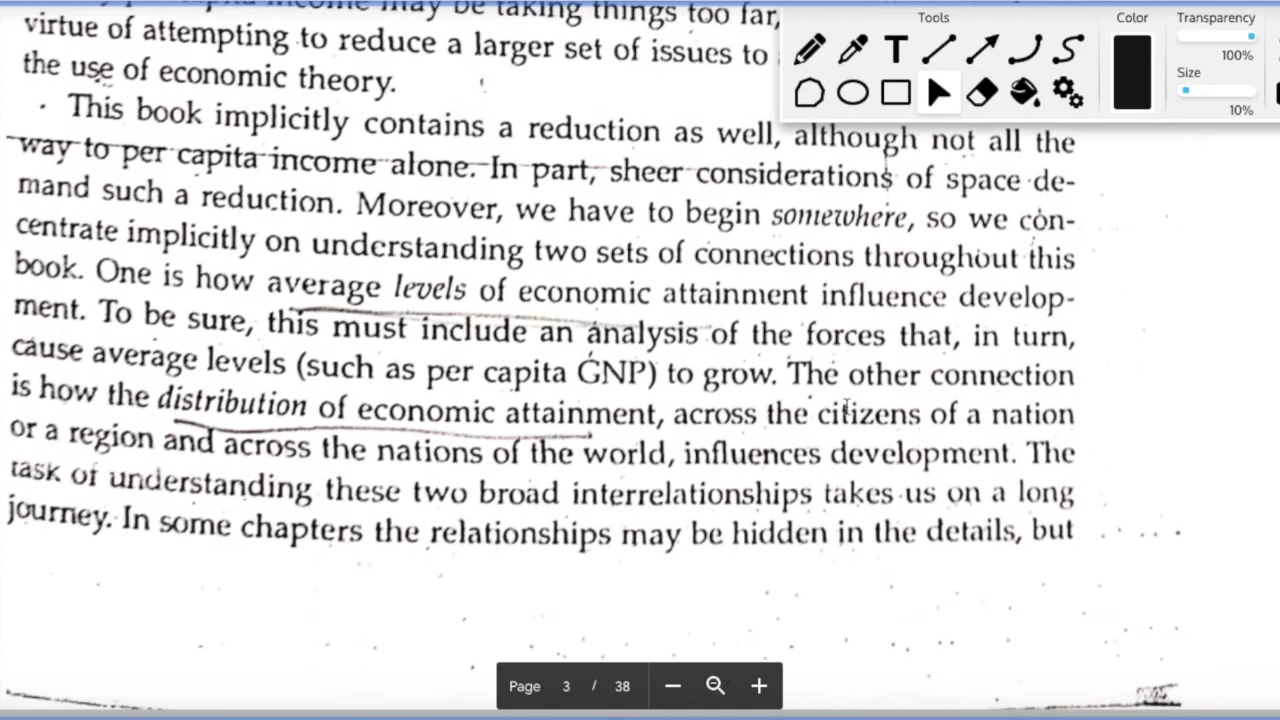 income may be taking things too far,
virtue of attempting to reduce a larger set of issues to
the use of economic theory.
This book implicitly contains a reduction as well, although not all the
way to per capita income alone. In part, sheer considerations of space de-
mand such a reduction. Moreover, we have to begin somewhere, so we con-
centrate implicitly on understanding two sets of connections throughout this
book. One is how average levels of economic attainment influence develop-
ment. To be sure, this must include an analysis of the forces that, in turn,
cause average levels (such as per capita GNP) to grow. The other connection
is how the distribution of economic attainment, across the citizens of a nation
or a region and across the nations of the world, influences development. The
task of understanding these two broad interrelationships takes us on a long
journey. In some chapters the relationships may be hidden in the details, but
Tools
Color
Transparency
100%
Size
10%
Page 3 / 38